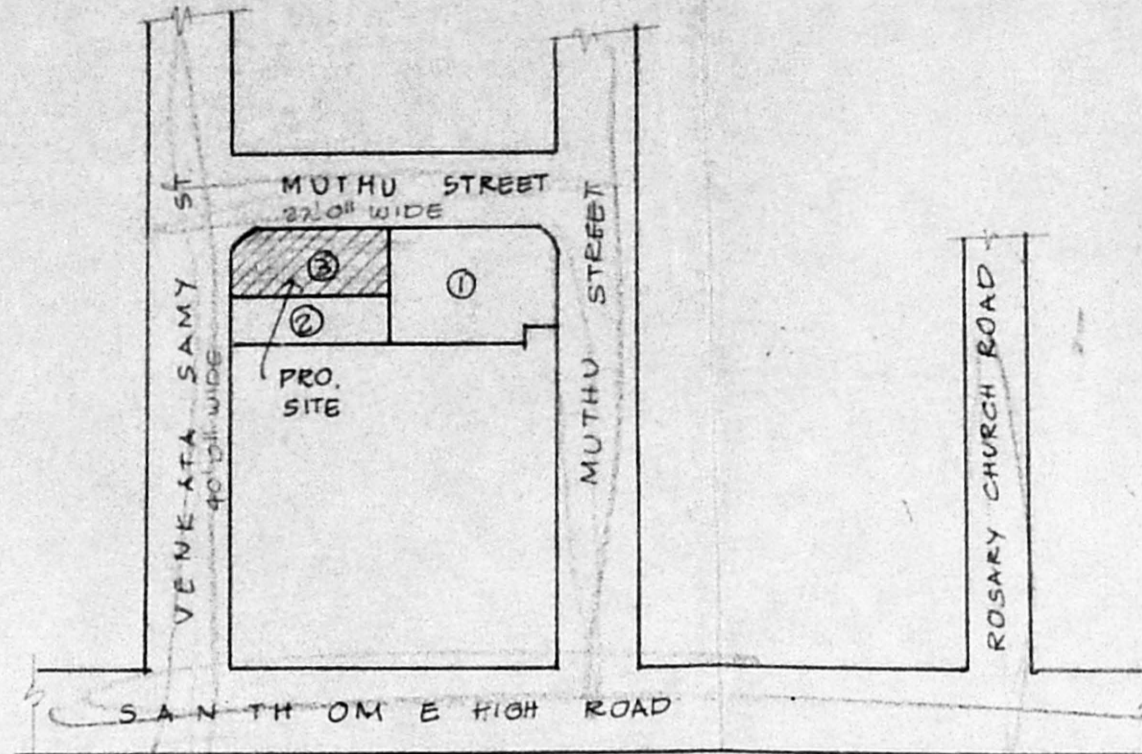 MUTHU STREET
22'0" WIDE
VENKATA SAMY ST.
40'0" WIDE
③
①
②
PRO.
SITE
MUTHU STREET
ROSARY CHURCH ROAD
SANTHOME HIGH ROAD